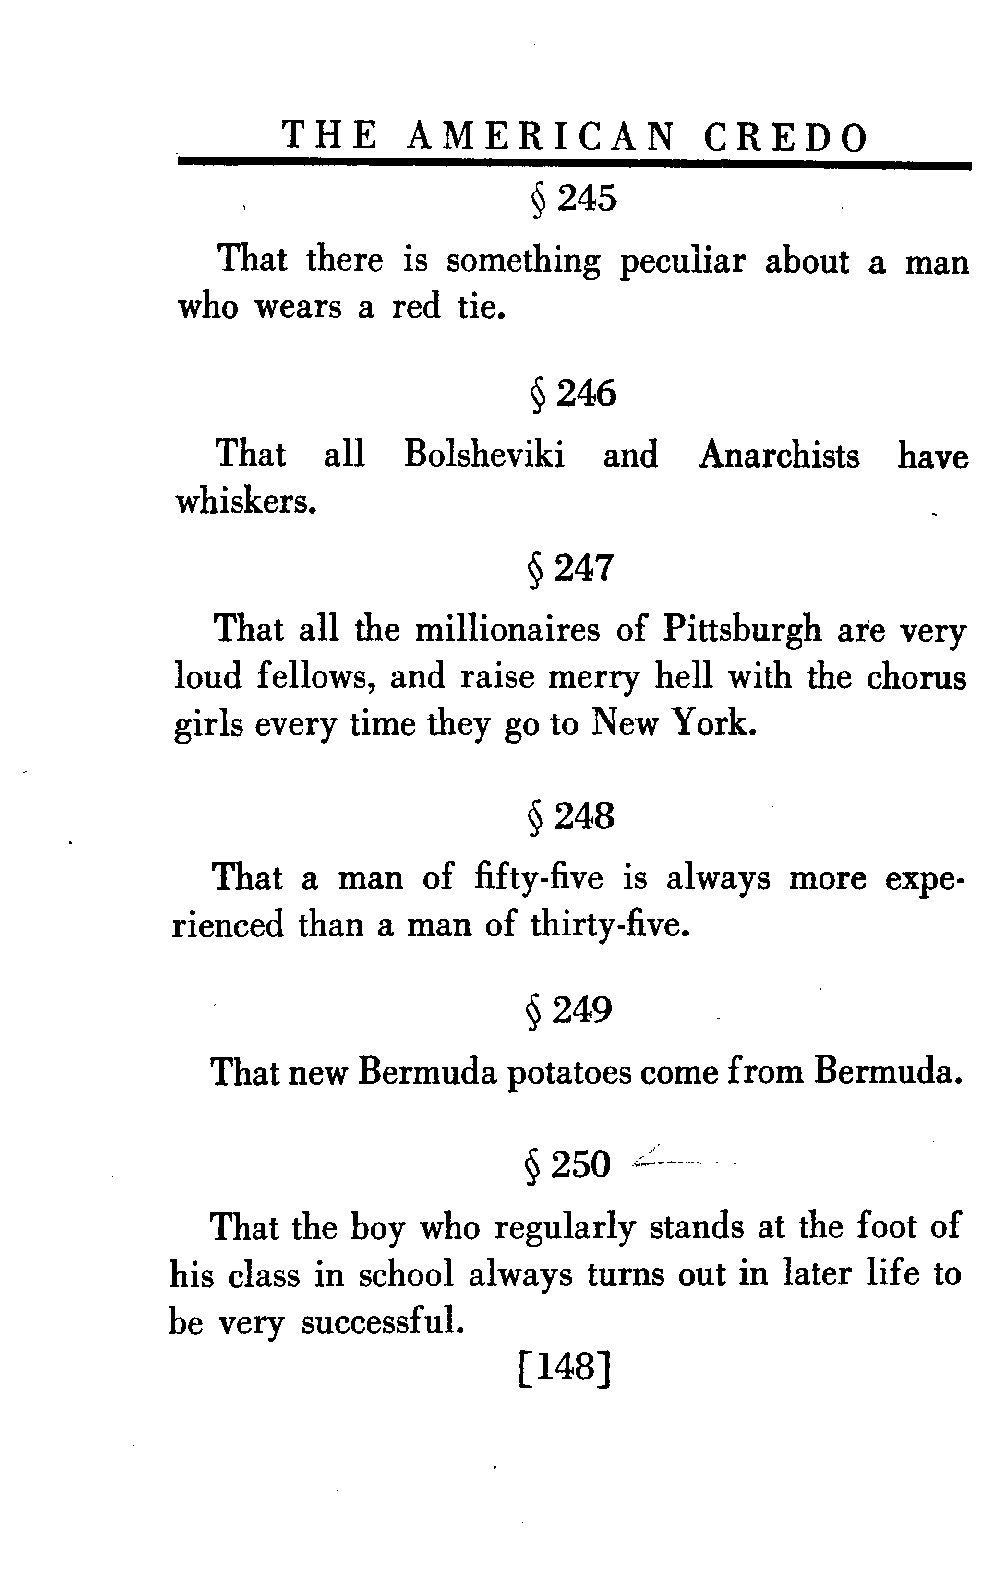 THE AMERICAN CREDO
§ 245
That there is something peculiar about a man
who wears a red tie.
§ 246
That all Bolsheviki and Anarchists have
whiskers.
§ 247
That all the millionaires of Pittsburgh are very
loud fellows, and raise merry hell with the chorus
girls every time they go to New York.
§ 248
That a man of fifty-five is always more expe-
rienced than a man of thirty-five.
§ 249
That new Bermuda potatoes come from Bermuda.
§ 250
That the boy who regularly stands at the foot of
his class in school always turns out in later life to
be very successful.
[148]